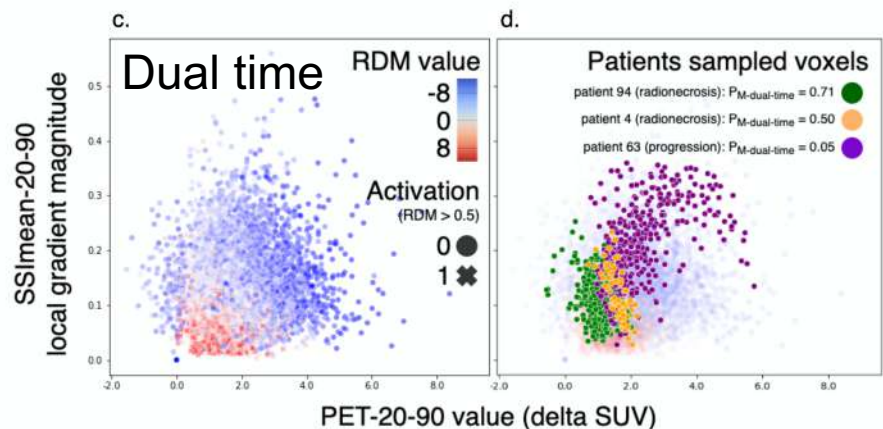 c.
d.
Dual time
RDM value
-8
0
8
Activation
(RDM > 0.5)
0
1
Patients sampled voxels
patient 94 (radionecrosis): PM-dual-time = 0.71
patient 4 (radionecrosis): PM-dual-time = 0.50
patient 63 (progression): PM-dual-time = 0.05
SSImean-20-90
local gradient magnitude
0.5
0.4
0.3
0.2
0.1
0.0
-2.0 0.0 2.0 4.0 6.0 8.0
-2.0 0.0 2.0 4.0 6.0 8.0
PET-20-90 value (delta SUV)